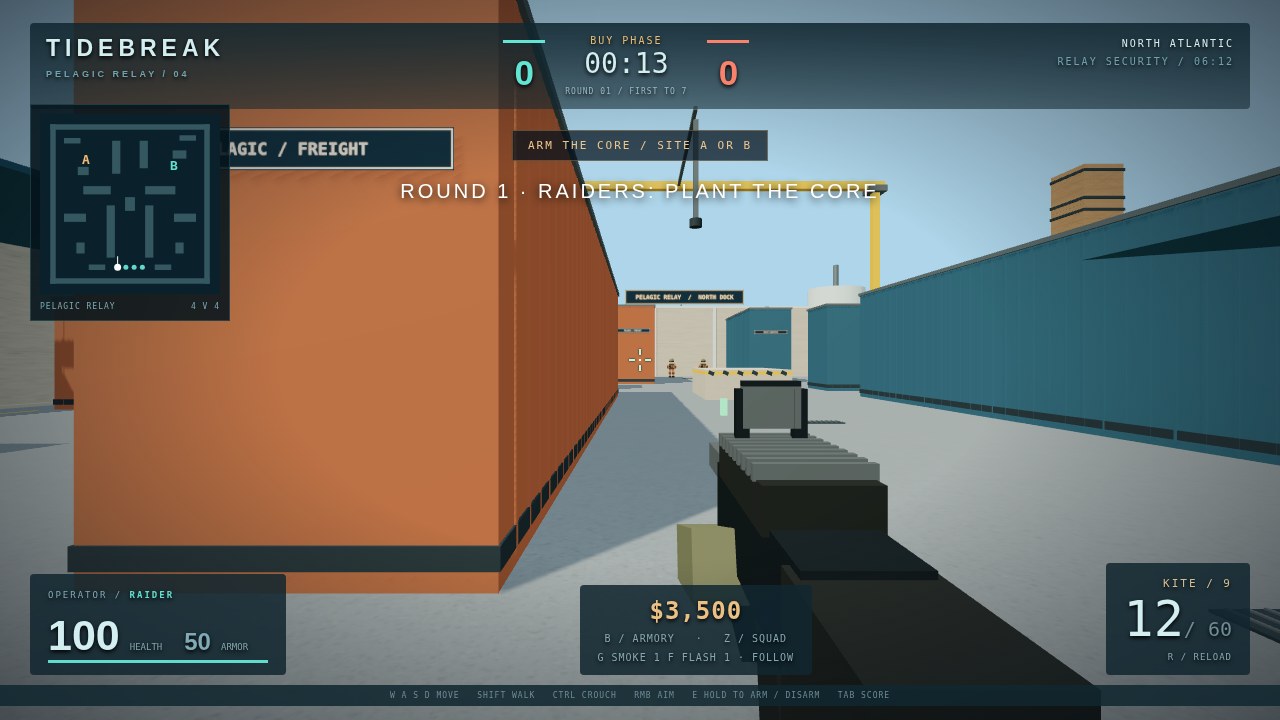 TIDEBREAK
PELAGIC RELAY / 04
BUY PHASE
0
00:13
0
ROUND 01 / FIRST TO 7
NORTH ATLANTIC
RELAY SECURITY / 06:12
AGIC / FREIGHT
ARM THE CORE / SITE A OR B
ROUND 1 · RAIDERS: PLANT THE CORE
A
B
PELAGIC RELAY
4 V 4
PELAGIC RELAY / NORTH DOCK
OPERATOR / RAIDER
100 HEALTH 50 ARMOR
$3,500
B / ARMORY · Z / SQUAD
G SMOKE 1 F FLASH 1 · FOLLOW
KITE / 9
12 / 60
R / RELOAD
W A S D MOVE SHIFT WALK CTRL CROUCH RMB AIM E HOLD TO ARM / DISARM TAB SCORE